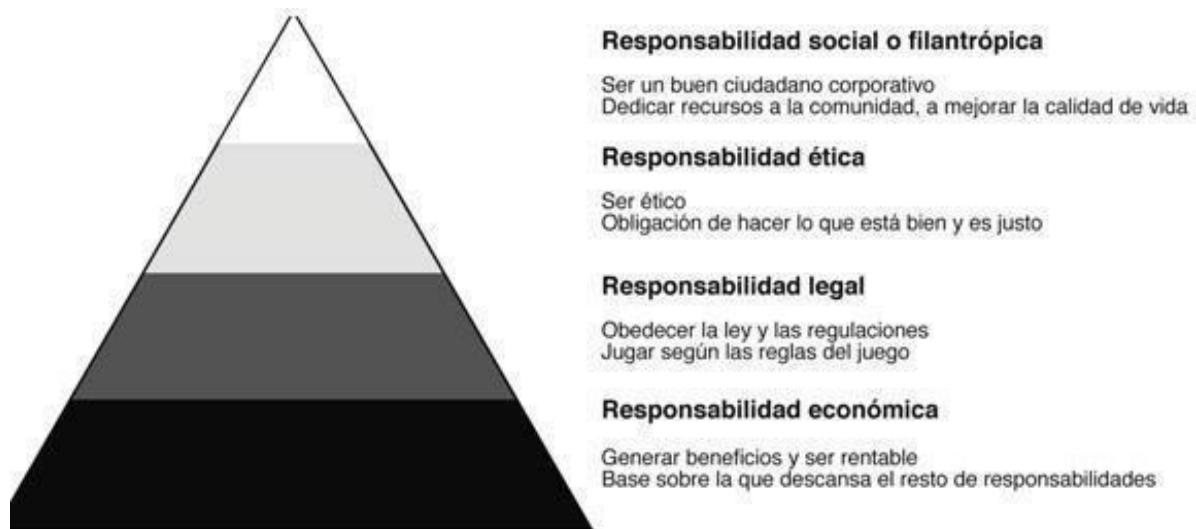 Responsabilidad social o filantrópica
Ser un buen ciudadano corporativo
Dedicar recursos a la comunidad, a mejorar la calidad de vida
Responsabilidad ética
Ser ético
Obligación de hacer lo que está bien y es justo
Responsabilidad legal
Obedecer la ley y las regulaciones
Jugar según las reglas del juego
Responsabilidad económica
Generar beneficios y ser rentable
Base sobre la que descansa el resto de responsabilidades